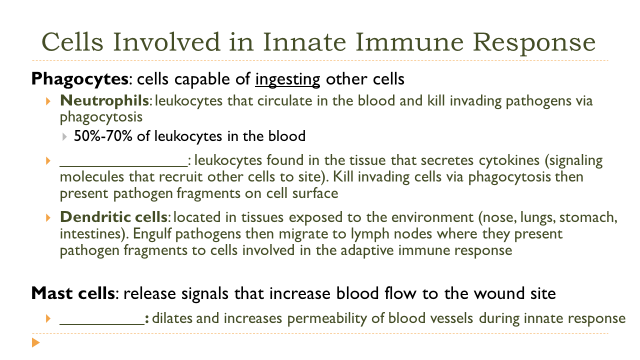 Cells Involved in Innate Immune Response
Phagocytes: cells capable of ingesting other cells
Neutrophils: leukocytes that circulate in the blood and kill invading pathogens via
phagocytosis
50%-70% of leukocytes in the blood
________________: leukocytes found in the tissue that secretes cytokines (signaling
molecules that recruit other cells to site). Kill invading cells via phagocytosis then
present pathogen fragments on cell surface
Dendritic cells: located in tissues exposed to the environment (nose, lungs, stomach,
intestines). Engulf pathogens then migrate to lymph nodes where they present
pathogen fragments to cells involved in the adaptive immune response
Mast cells: release signals that increase blood flow to the wound site
___________: dilates and increases permeability of blood vessels during innate response